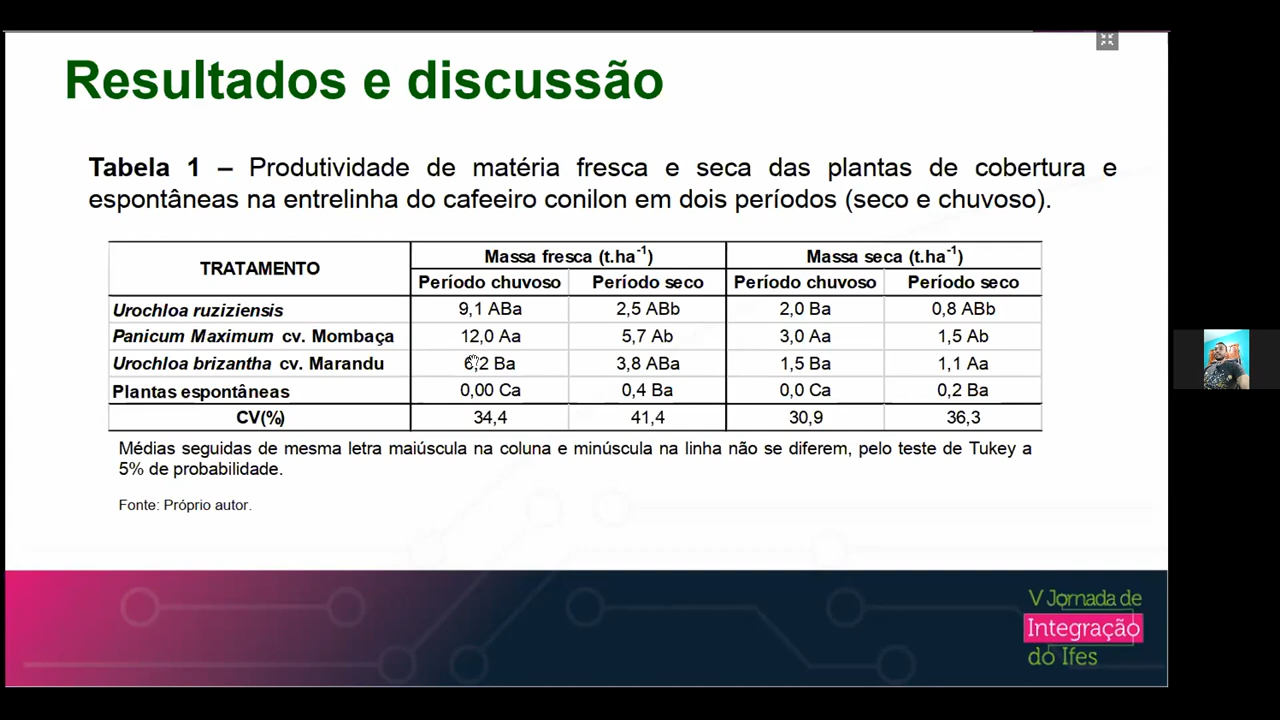 Resultados e discussão
Tabela 1 – Produtividade de matéria fresca e seca das plantas de cobertura e
espontâneas na entrelinha do cafeeiro conilon em dois períodos (seco e chuvoso).
TRATAMENTO Massa fresca (t.ha-1) Massa seca (t.ha-1)
Período chuvoso Período seco Período chuvoso Período seco
Urochloa ruziziensis 9,1 ABa 2,5 ABb 2,0 Ba 0,8 ABb
Panicum Maximum cv. Mombaça 12,0 Aa 5,7 Ab 3,0 Aa 1,5 Ab
Urochloa brizantha cv. Marandu 6,2 Ba 3,8 ABa 1,5 Ba 1,1 Aa
Plantas espontâneas 0,00 Ca 0,4 Ba 0,0 Ca 0,2 Ba
CV(%) 34,4 41,4 30,9 36,3
Médias seguidas de mesma letra maiúscula na coluna e minúscula na linha não se diferem, pelo teste de Tukey a
5% de probabilidade.
Fonte: Próprio autor.
V Jornada de
Integração
do Ifes